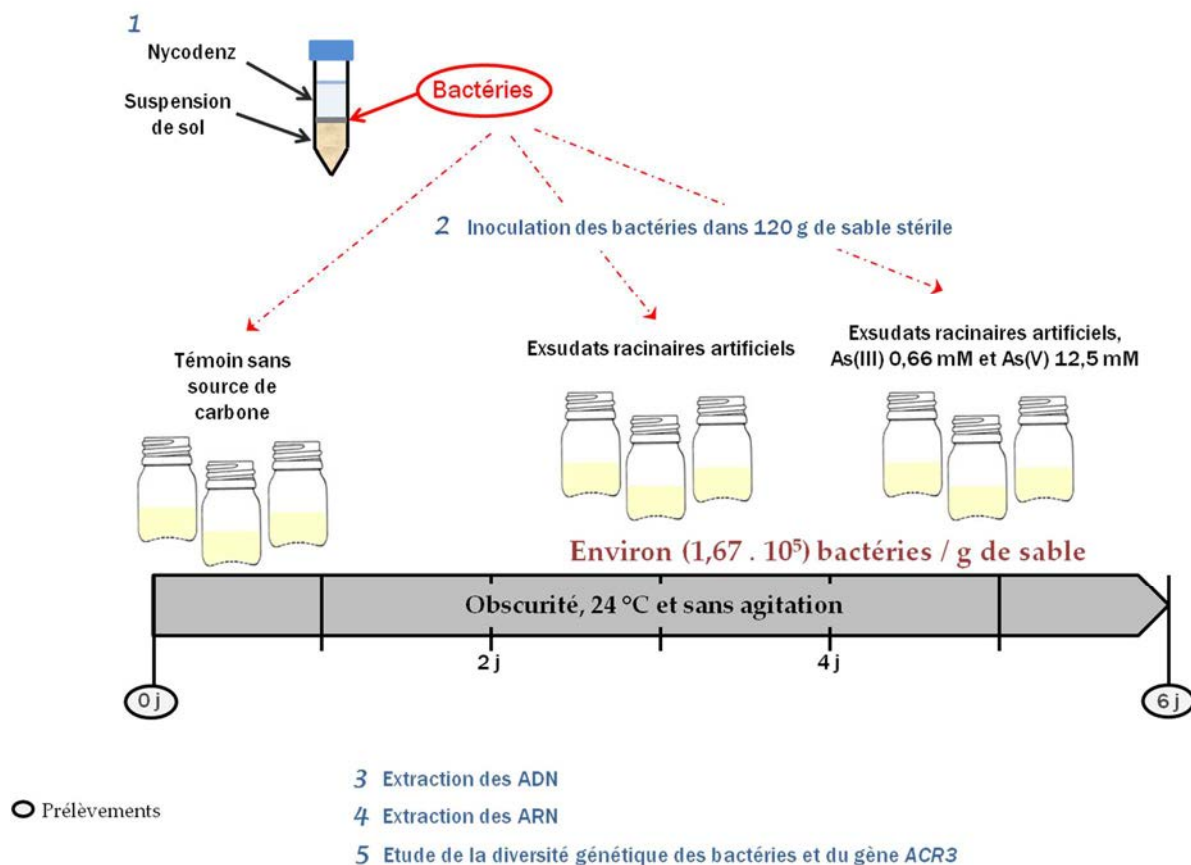 1
Nycodenz
Suspension
de sol
Bactéries
2 Inoculation des bactéries dans 120 g de sable stérile
Témoin sans
source de
carbone
Exsudats racinaires artificiels
Exsudats racinaires artificiels,
As(III) 0,66 mM et As(V) 12,5 mM
Environ (1,67 . 10⁵) bactéries / g de sable
Obscurité, 24 °C et sans agitation
2 j
4 j
0 j
6 j
Prélèvements
3 Extraction des ADN
4 Extraction des ARN
5 Etude de la diversité génétique des bactéries et du gène ACR3